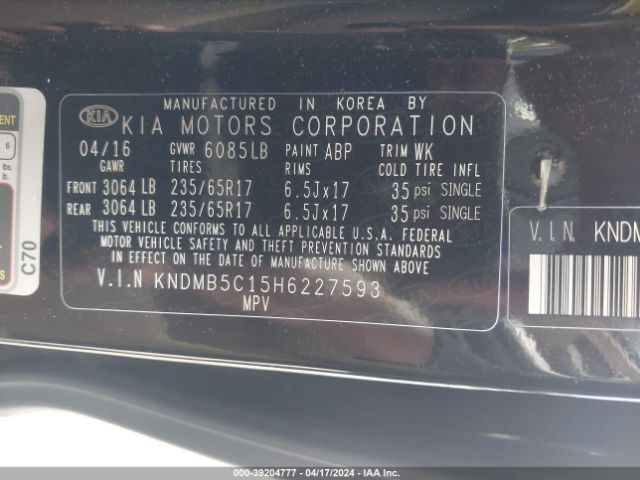 MANUFACTURED IN KOREA BY
KIA KIA MOTORS CORPORATION
04/16 GVWR 6085LB PAINT ABP TRIM WK
GAWR TIRES RIMS COLD TIRE INFL
FRONT 3064 LB 235/65R17 6.5Jx17 35 psi SINGLE
REAR 3064 LB 235/65R17 6.5Jx17 35 psi SINGLE
THIS VEHICLE CONFORMS TO ALL APPLICABLE U.S.A. FEDERAL
MOTOR VEHICLE SAFETY AND THEFT PREVENTION STANDARDS
IN EFFECT ON THE DATE OF MANUFACTURE SHOWN ABOVE.
V.I.N KNDMB5C15H6227593
MPV
C70
6
lbs.
V.I.N. KNDM
000-39204777 - 04/17/2024 - IAA Inc.